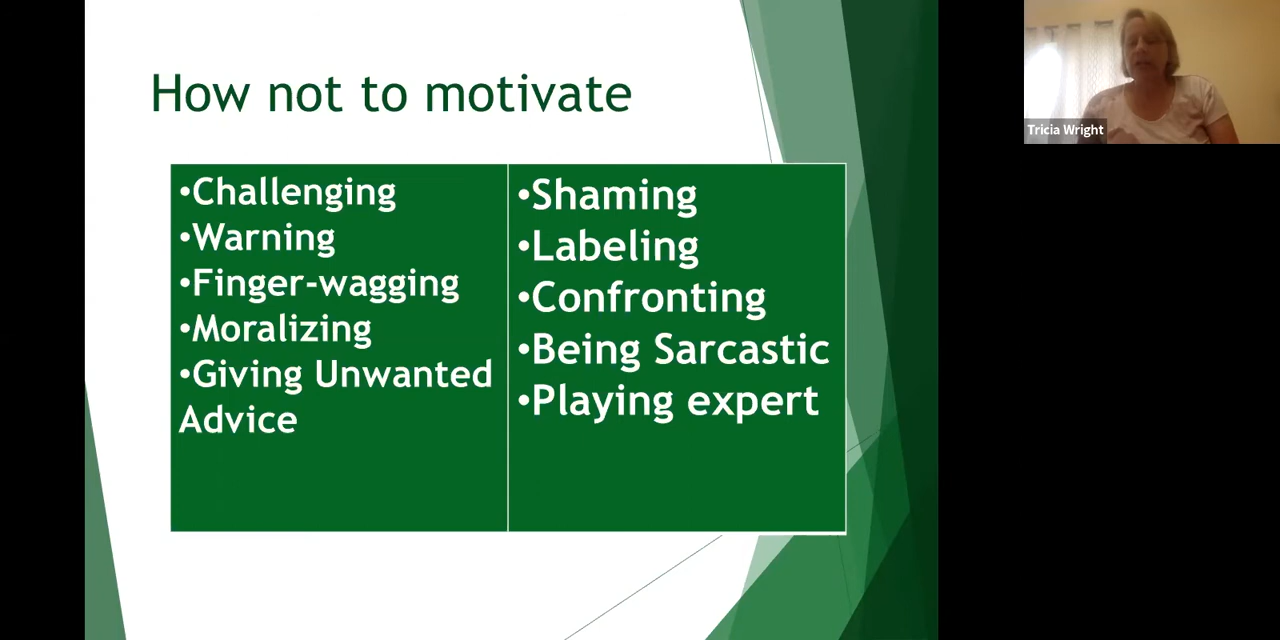 How not to motivate
•Challenging
•Warning
•Finger-wagging
•Moralizing
•Giving Unwanted
Advice
•Shaming
•Labeling
•Confronting
•Being Sarcastic
•Playing expert
Tricia Wright